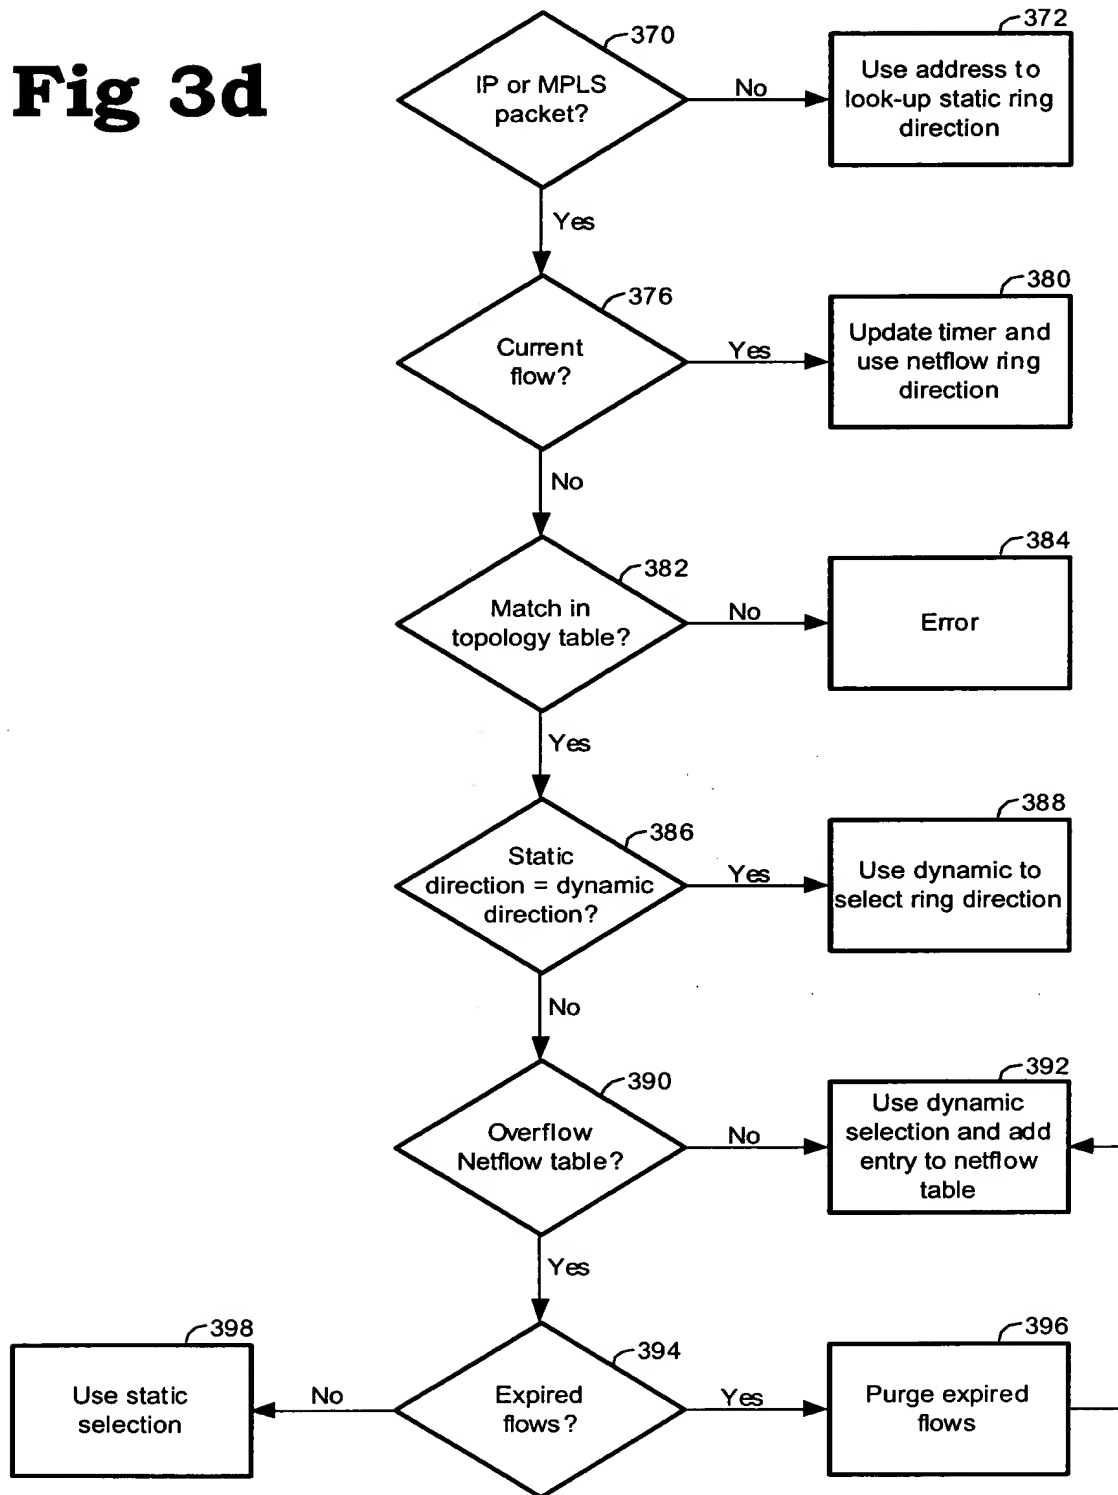 Fig 3d
370
IP or MPLS
packet?
No
372
Use address to
look-up static ring
direction
Yes
376
Current
flow?
Yes
380
Update timer and
use netflow ring
direction
No
382
Match in
topology table?
No
384
Error
Yes
386
Static
direction = dynamic
direction?
Yes
388
Use dynamic to
select ring direction
No
390
Overflow
Netflow table?
No
392
Use dynamic
selection and add
entry to netflow
table
Yes
394
Expired
flows?
No
398
Use static
selection
Yes
396
Purge expired
flows